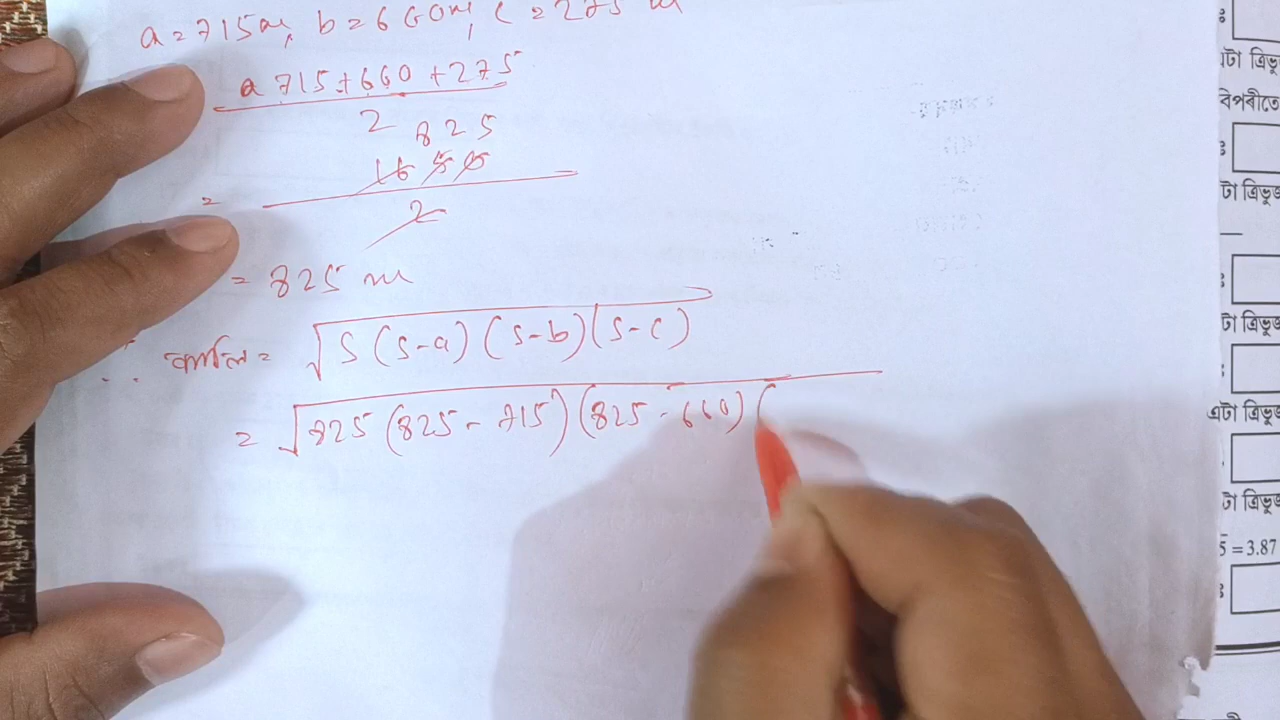 a = 715 m, b = 660 m, c = 275 m
a 715 + 660 + 275
2
825
= 1650
2
= 825 m
∴ কালি = √S(S-a)(S-b)(S-c)
= √825(825 - 715)(825 - 660)(
টা ত্ৰিভু
বিপৰীতে
টা ত্ৰিভুজ
টা ত্ৰিভুজ
এটা ত্ৰিভুজ
টা ত্ৰিভুজ
5 = 3.87